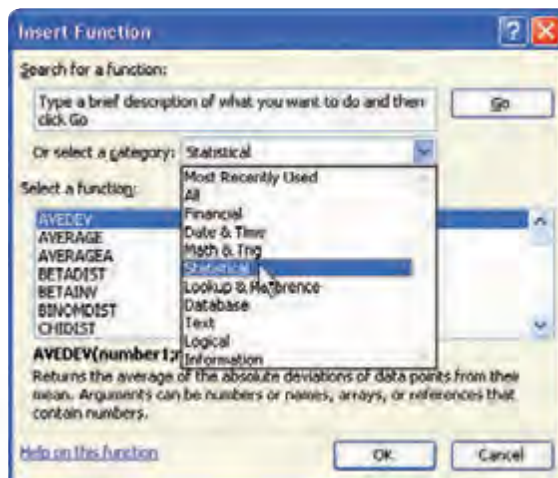 Insert Function
Search for a function:
Type a brief description of what you want to do and then
click Go
Go
Or select a category: Statistical
Most Recently Used
All
Financial
Date & Time
Math & Trig
Statistical
Lookup & Reference
Database
Text
Logical
Information
Select a function:
AVEDEV
AVERAGE
AVERAGEA
BETADIST
BETAINV
BINOMDIST
CHIDIST
AVEDEV(number1;
Returns the average of the absolute deviations of data points from their
mean. Arguments can be numbers or names, arrays, or references that
contain numbers.
Help on this function
OK
Cancel